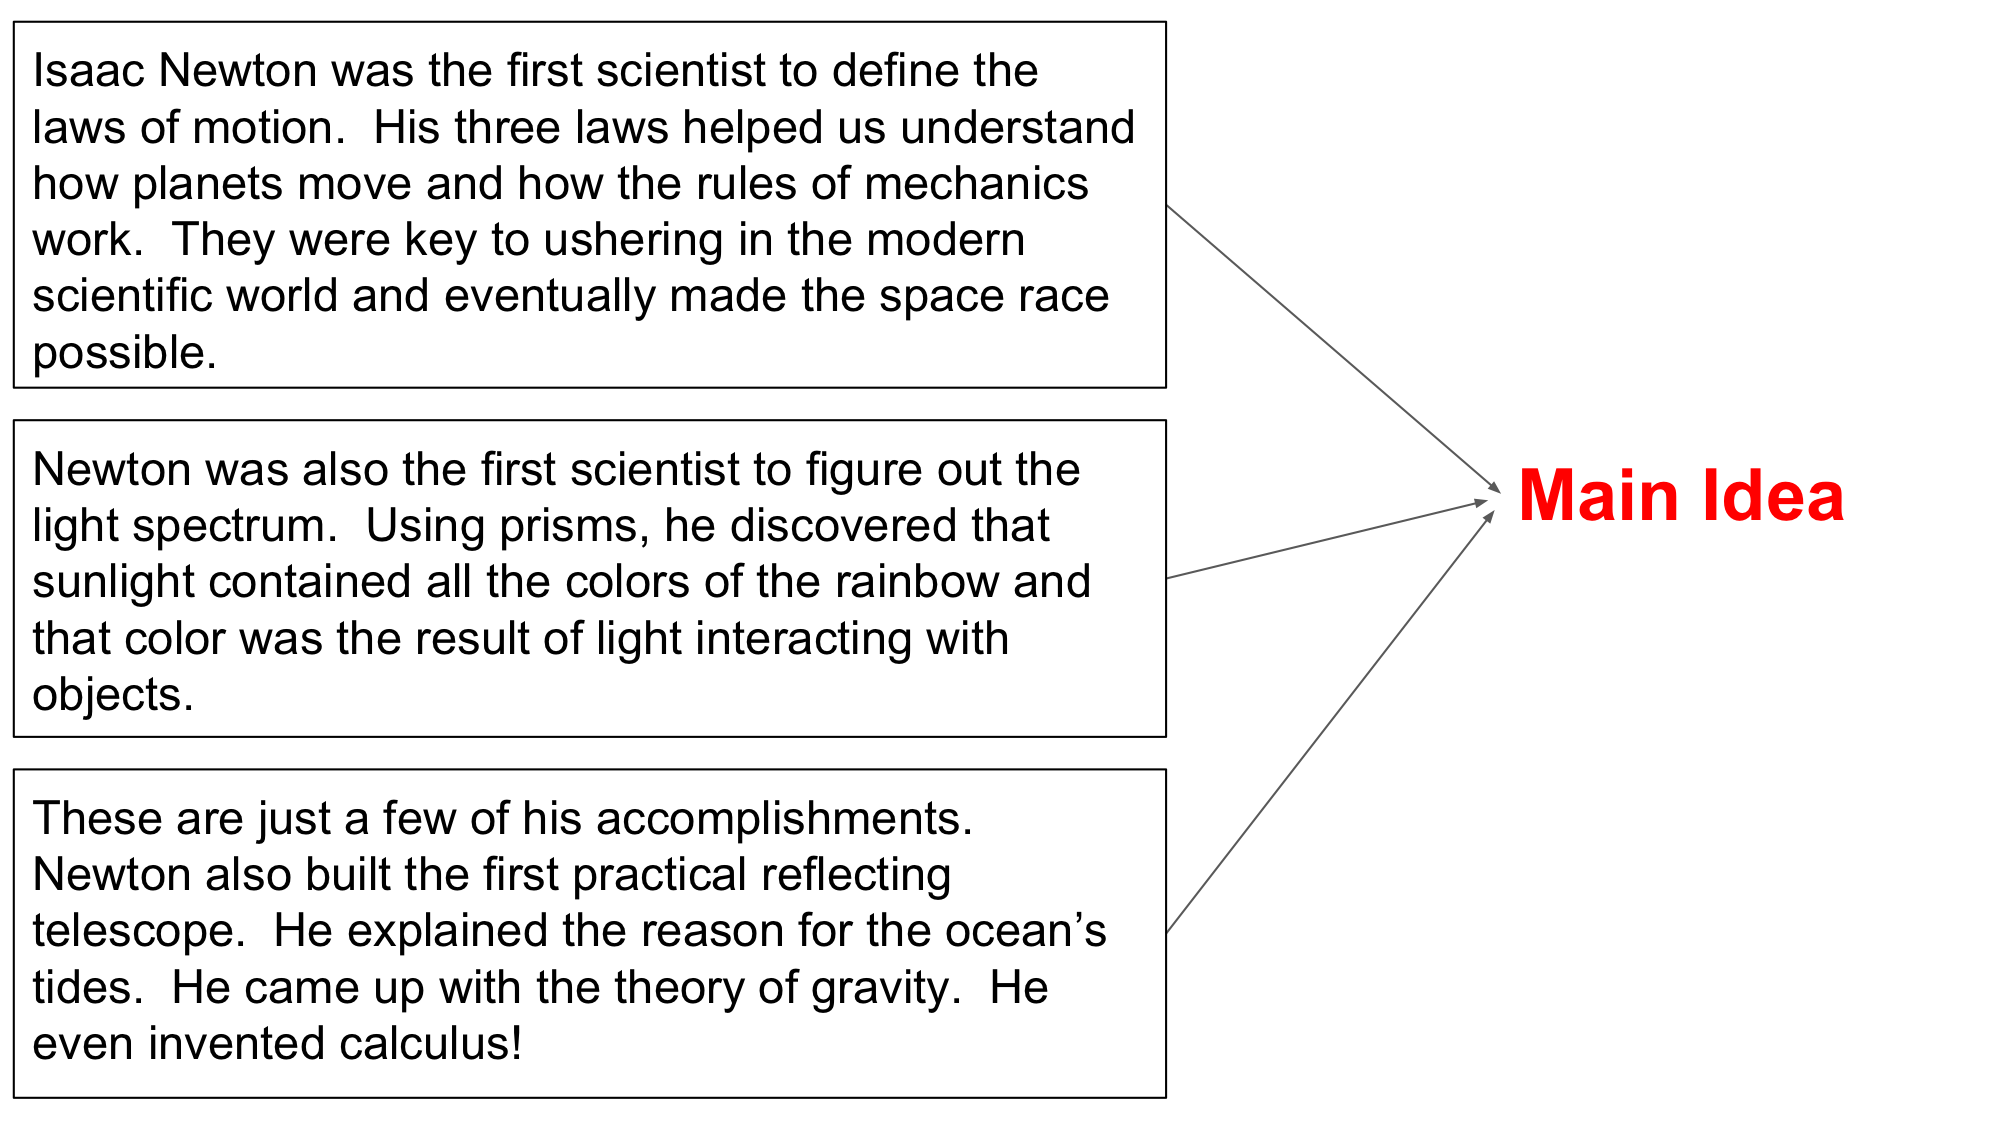 Isaac Newton was the first scientist to define the
laws of motion.  His three laws helped us understand
how planets move and how the rules of mechanics
work.  They were key to ushering in the modern
scientific world and eventually made the space race
possible.
Newton was also the first scientist to figure out the
light spectrum.  Using prisms, he discovered that
sunlight contained all the colors of the rainbow and
that color was the result of light interacting with
objects.
These are just a few of his accomplishments.
Newton also built the first practical reflecting
telescope.  He explained the reason for the ocean’s
tides.  He came up with the theory of gravity.  He
even invented calculus!
Main Idea